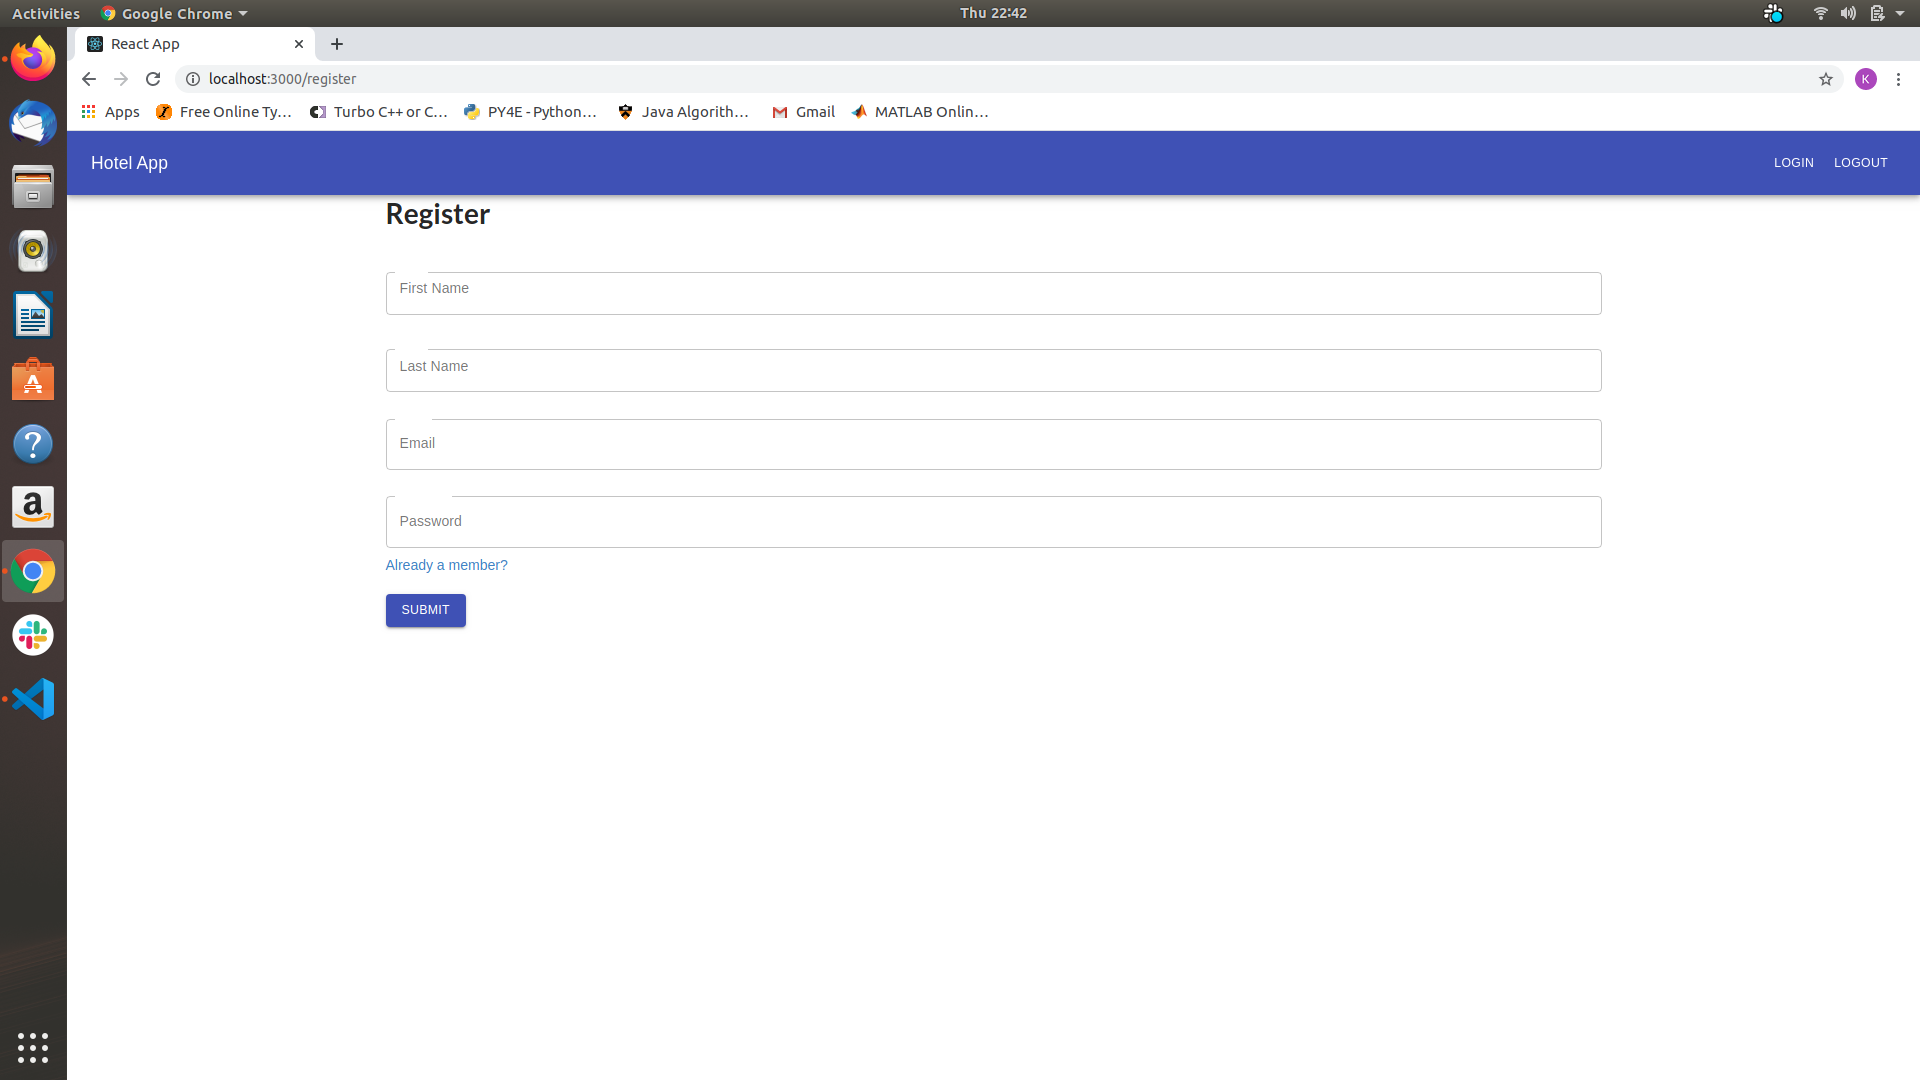 Activities Google Chrome Thu 22:42
React App
localhost:3000/register K
Apps Free Online Ty… Turbo C++ or C… PY4E - Python… Java Algorith… Gmail MATLAB Onlin…
Hotel App LOGIN LOGOUT
Register
First Name
Last Name
Email
Password
Already a member?
SUBMIT